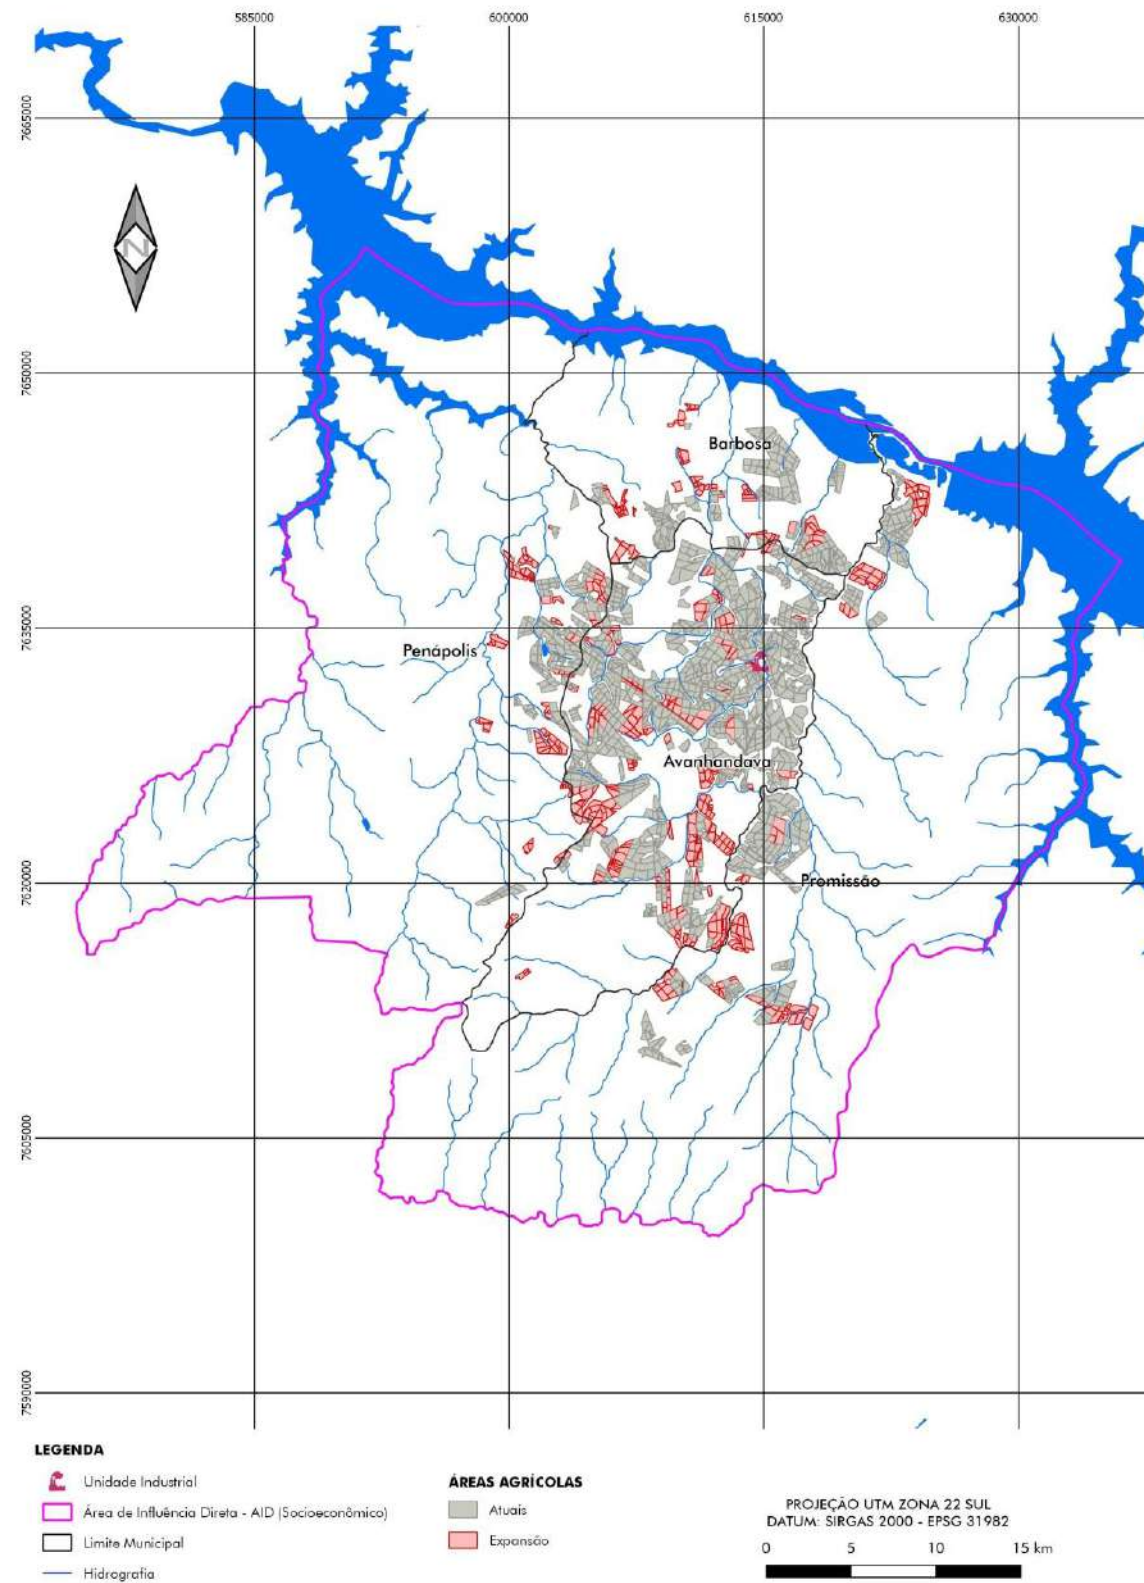 585000 600000 615000 630000
7665000
N
7650000
Barbosa
7635000
Penápolis
Avanhandava
7620000
Promissão
7605000
7590000
LEGENDA
Unidade Industrial
Área de Influência Direta - AID (Socioeconômico)
Limite Municipal
Hidrografia
ÁREAS AGRÍCOLAS
Atuais
Expansão
PROJEÇÃO UTM ZONA 22 SUL
DATUM: SIRGAS 2000 - EPSG 31982
0 5 10 15 km